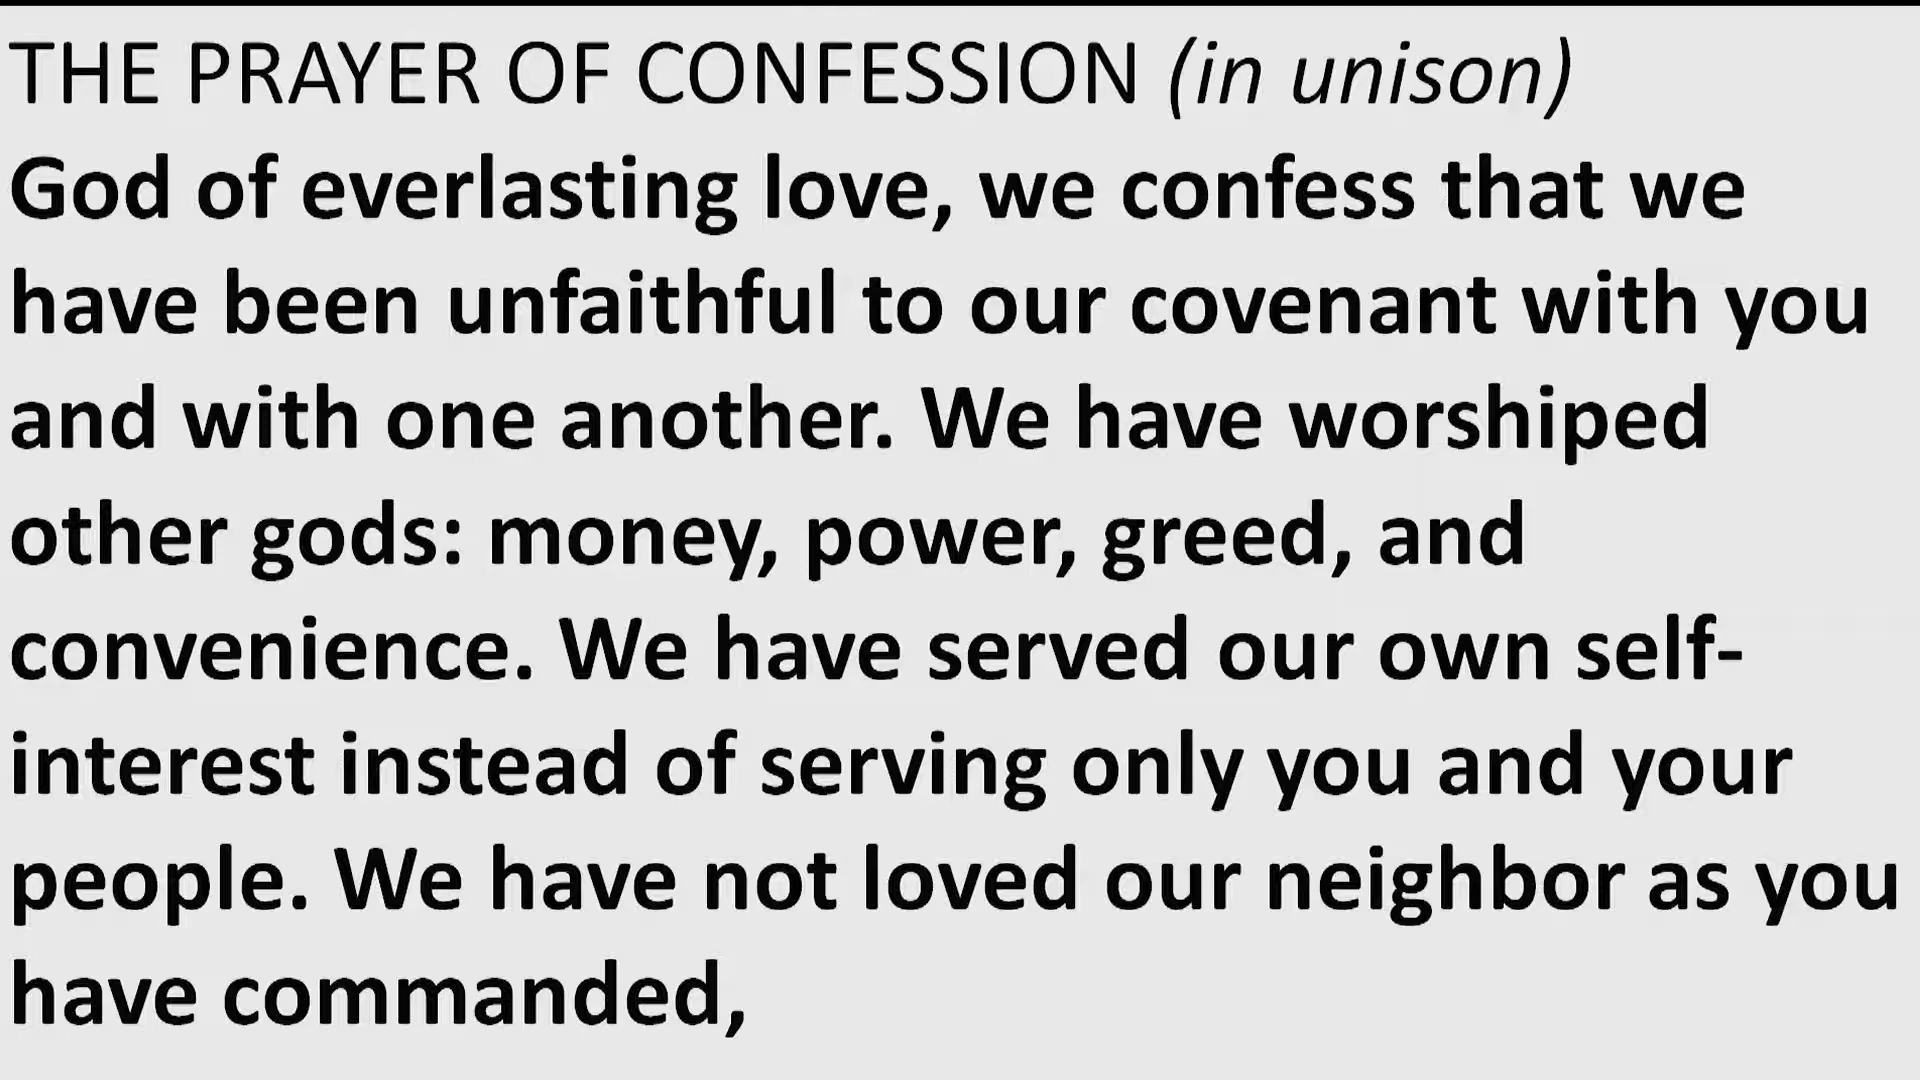 THE PRAYER OF CONFESSION (in unison)
God of everlasting love, we confess that we
have been unfaithful to our covenant with you
and with one another. We have worshiped
other gods: money, power, greed, and
convenience. We have served our own self-
interest instead of serving only you and your
people. We have not loved our neighbor as you
have commanded,